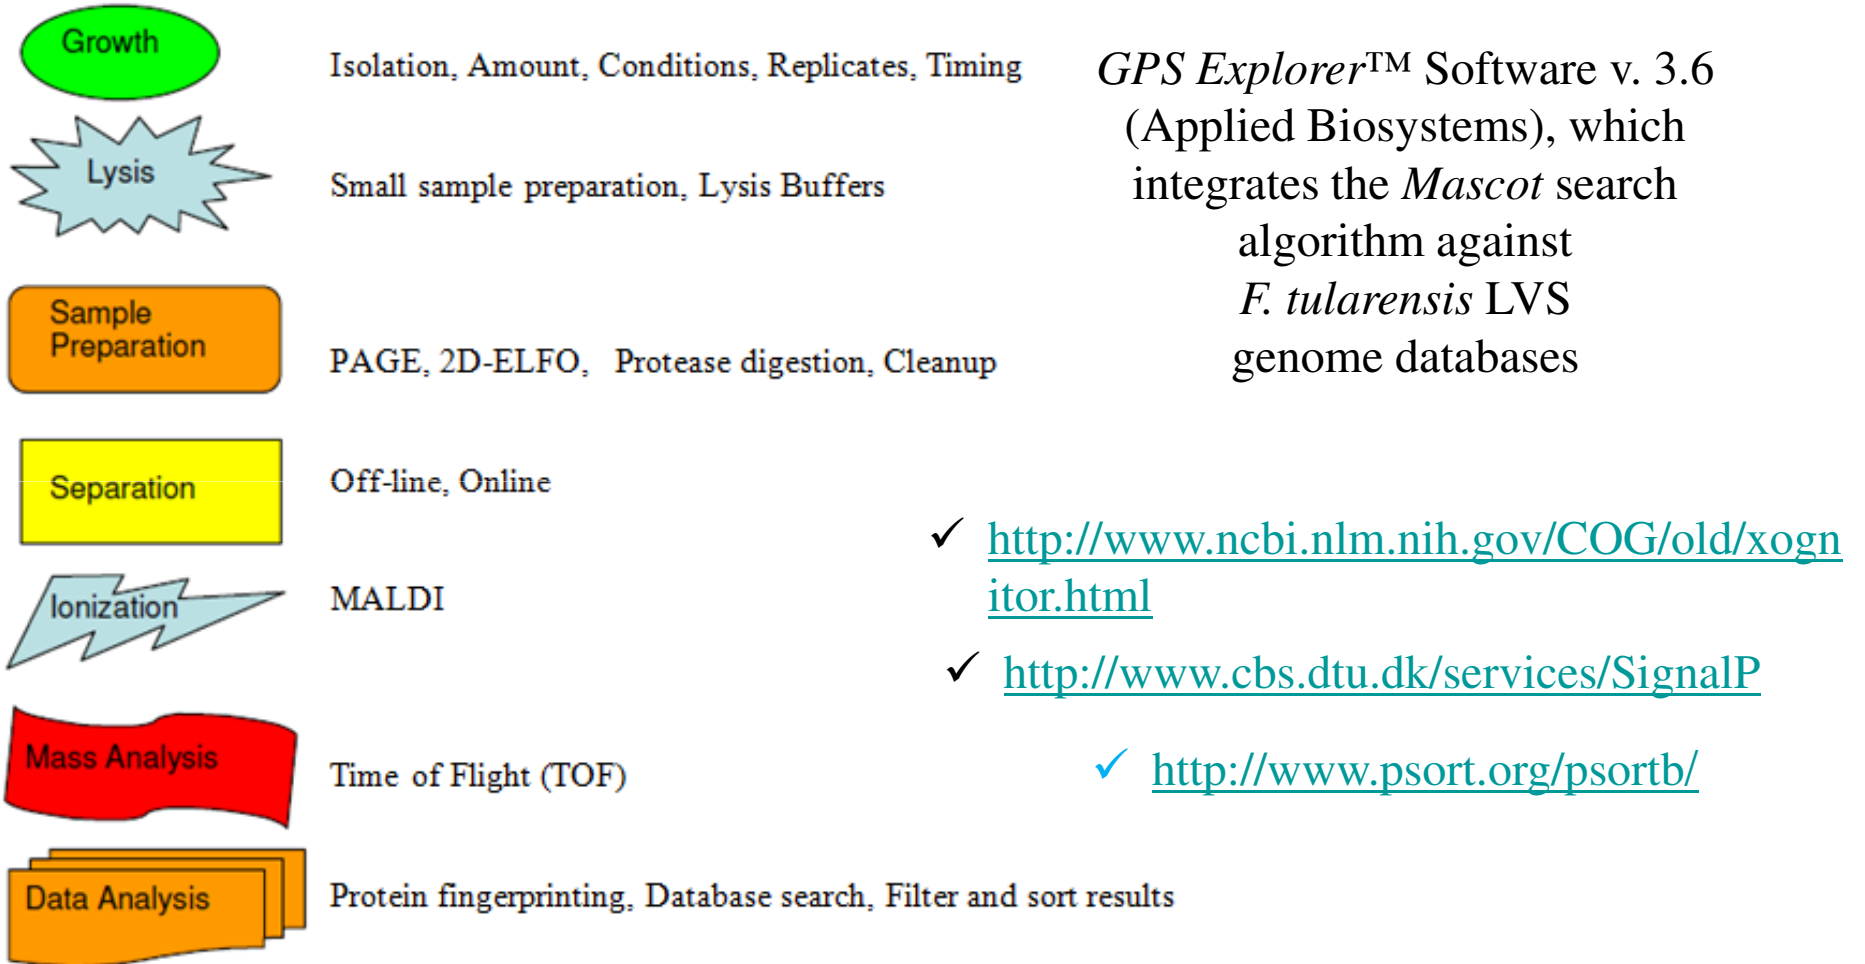 Growth
Isolation, Amount, Conditions, Replicates, Timing
Lysis
Small sample preparation, Lysis Buffers
Sample
Preparation
PAGE, 2D-ELFO, Protease digestion, Cleanup
Separation
Off-line, Online
Ionization
MALDI
Mass Analysis
Time of Flight (TOF)
Data Analysis
Protein fingerprinting, Database search, Filter and sort results
GPS Explorer™ Software v. 3.6
(Applied Biosystems), which
integrates the Mascot search
algorithm against
F. tularensis LVS
genome databases
✓ http://www.ncbi.nlm.nih.gov/COG/old/xogn
itor.html
✓ http://www.cbs.dtu.dk/services/SignalP
✓ http://www.psort.org/psortb/